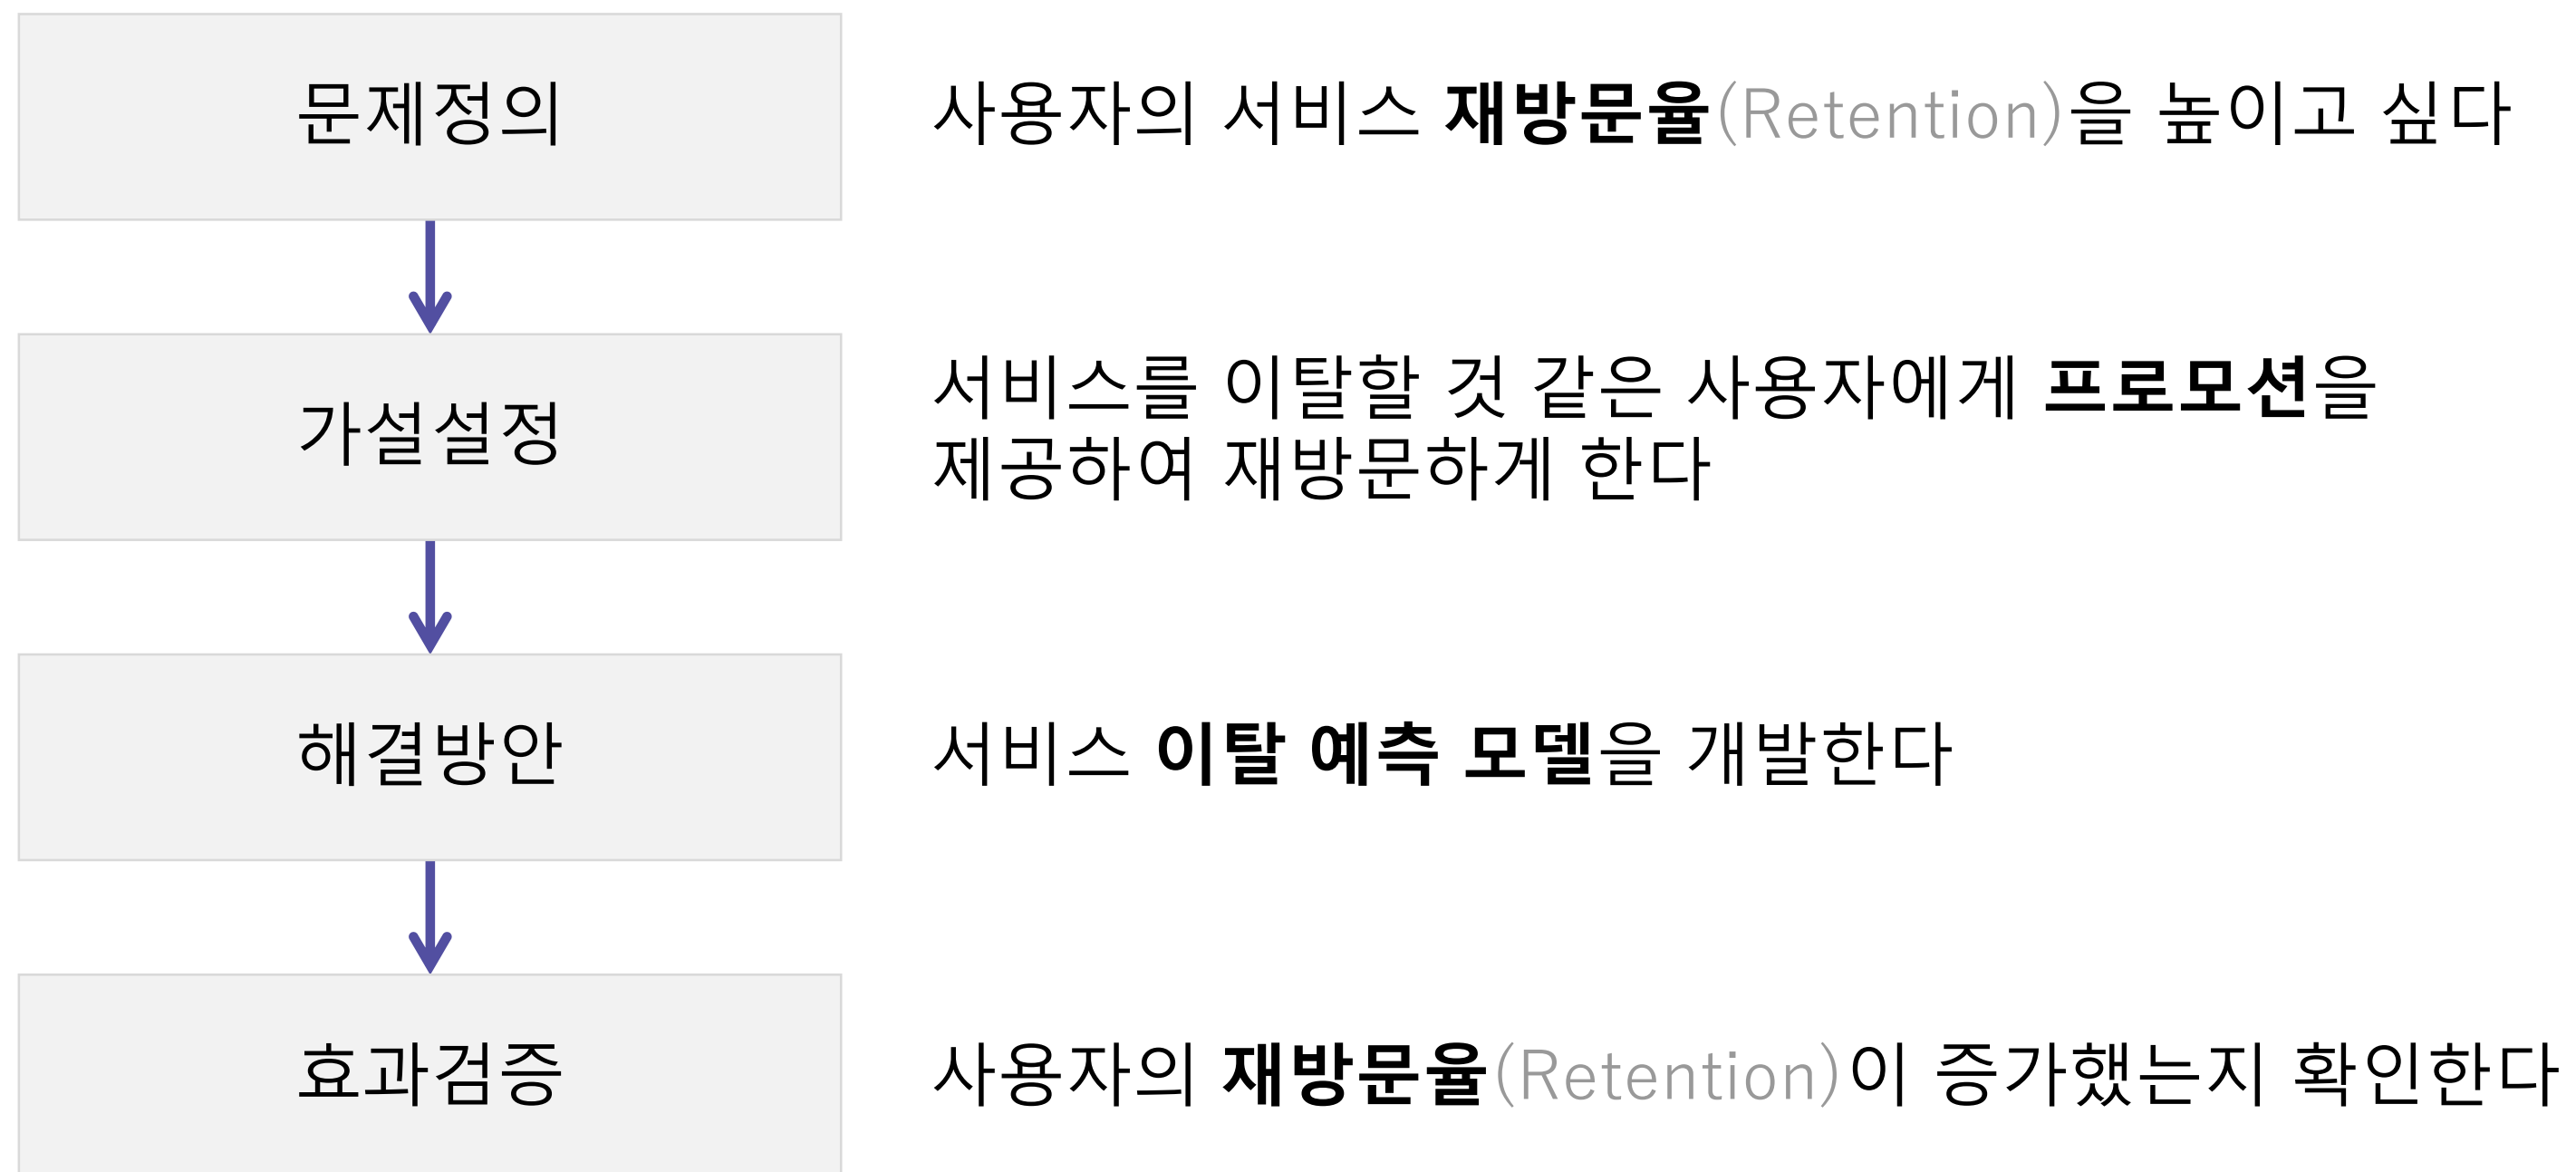 문제정의
사용자의 서비스 재방문율(Retention)을 높이고 싶다
가설설정
서비스를 이탈할 것 같은 사용자에게 프로모션을
제공하여 재방문하게 한다
해결방안
서비스 이탈 예측 모델을 개발한다
효과검증
사용자의 재방문율(Retention)이 증가했는지 확인한다